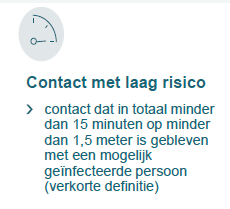 Contact met laag risico
› contact dat in totaal minder
dan 15 minuten op minder
dan 1,5 meter is gebleven
met een mogelijk
geïnfecteerde persoon
(verkorte definitie)